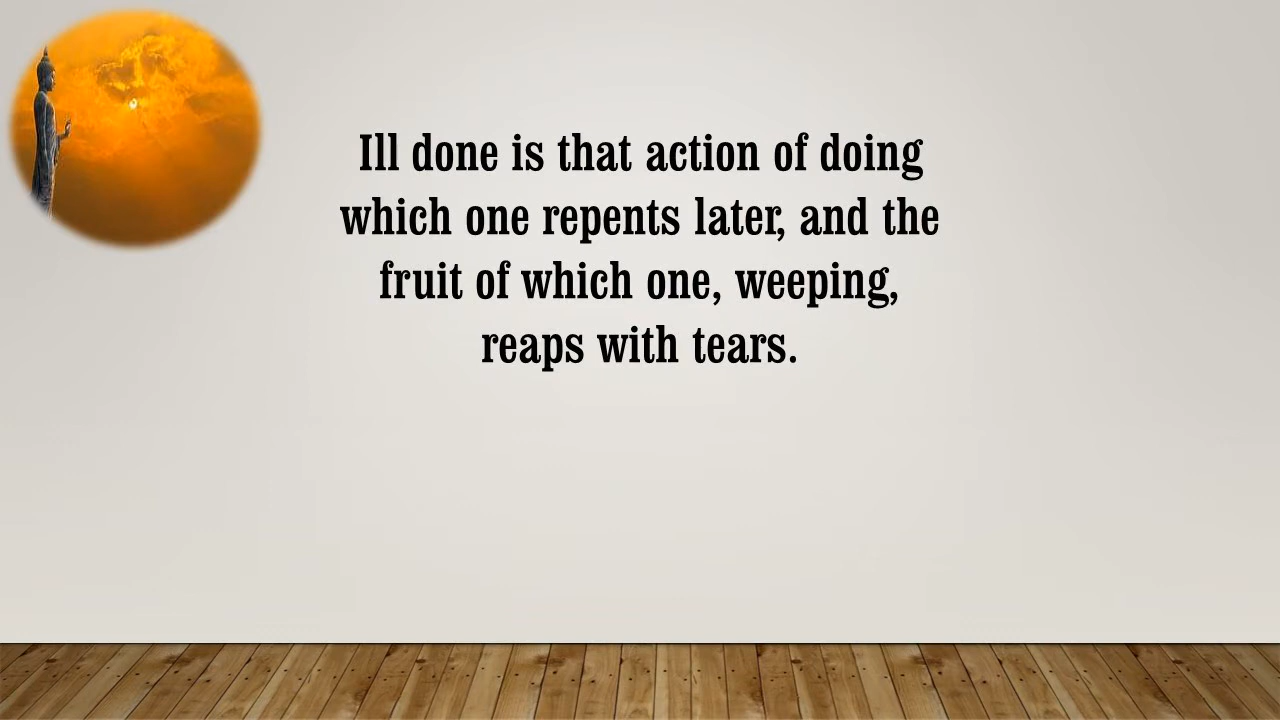 Ill done is that action of doing
which one repents later, and the
fruit of which one, weeping,
reaps with tears.